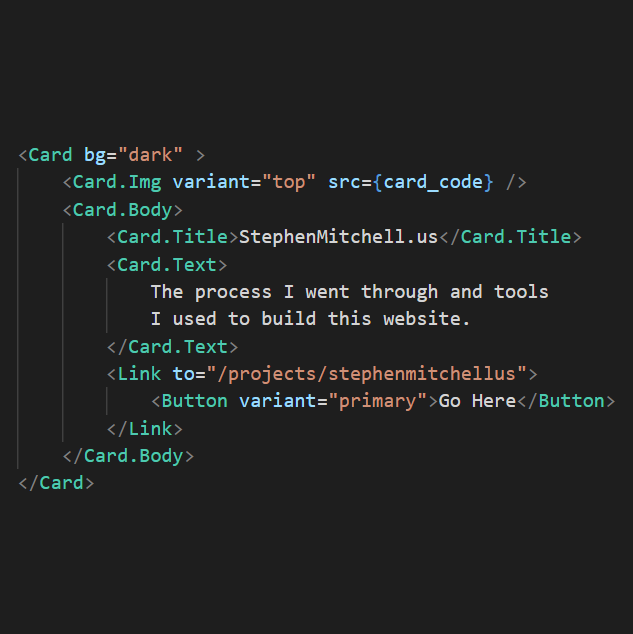 <Card bg="dark" >
<Card.Img variant="top" src={card_code} />
<Card.Body>
<Card.Title>StephenMitchell.us</Card.Title>
<Card.Text>
The process I went through and tools
I used to build this website.
</Card.Text>
<Link to="/projects/stephenmitchellus">
<Button variant="primary">Go Here</Button>
</Link>
</Card.Body>
</Card>